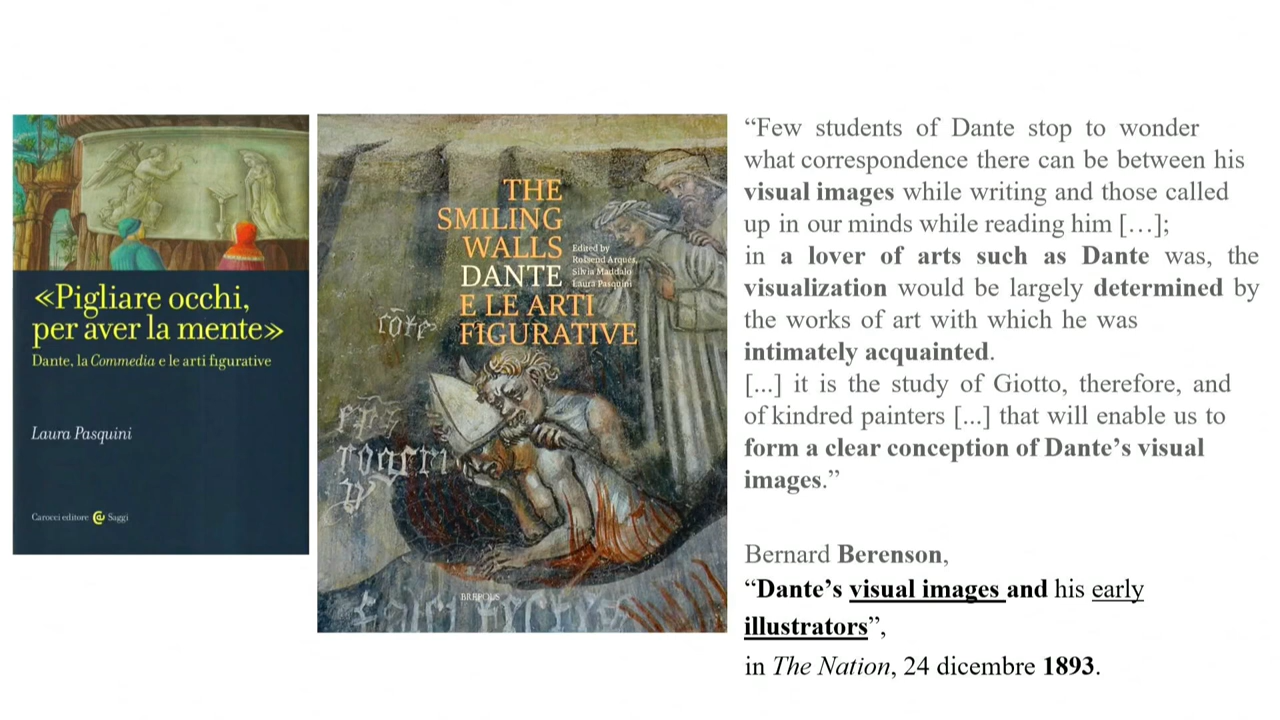 «Pigliare occhi,
per aver la mente»
Dante, la Commedia e le arti figurative
Laura Pasquini
Carocci editore @ Saggi
THE
SMILING
WALLS
DANTE
E LE ARTI
FIGURATIVE
Edited by
Rossend Arqués,
Silvia Maddalo
Laura Pasquini
BREPOLS
“Few students of Dante stop to wonder
what correspondence there can be between his
visual images while writing and those called
up in our minds while reading him […];
in a lover of arts such as Dante was, the
visualization would be largely determined by
the works of art with which he was
intimately acquainted.
[...] it is the study of Giotto, therefore, and
of kindred painters [...] that will enable us to
form a clear conception of Dante’s visual
images.”
Bernard Berenson,
“Dante’s visual images and his early
illustrators”,
in The Nation, 24 dicembre 1893.